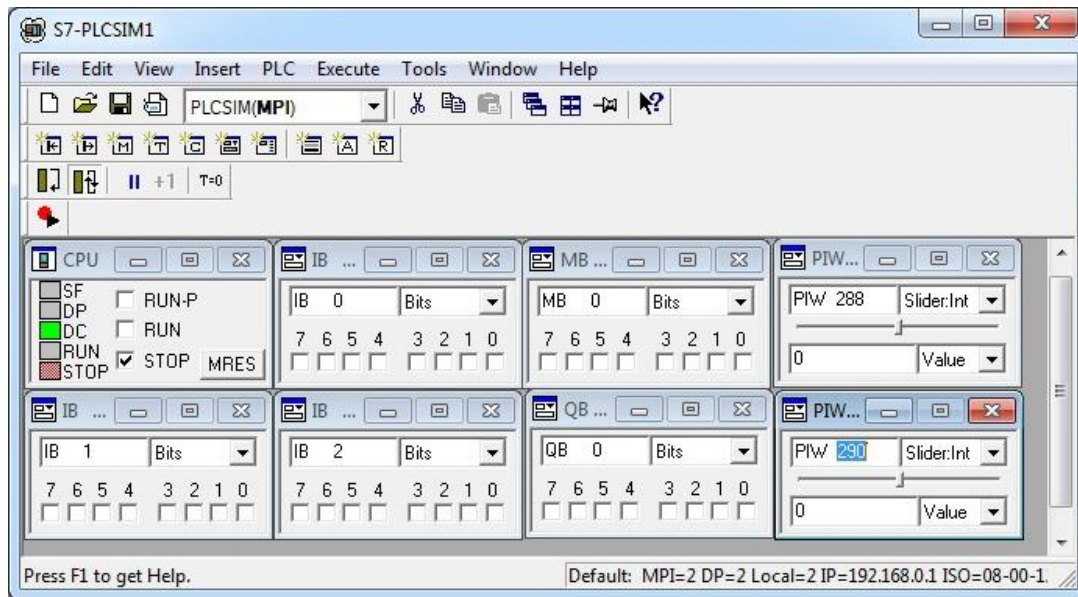 S7-PLCSIM1
File Edit View Insert PLC Execute Tools Window Help
PLCSIM(MPI)
+1 T=0
CPU
SF
DP
DC
RUN
STOP
RUN-P
RUN
STOP
MRES
IB ...
IB 0 Bits
7 6 5 4 3 2 1 0
MB ...
MB 0 Bits
7 6 5 4 3 2 1 0
PIW...
PIW 288 Slider:Int
0 Value
IB ...
IB 1 Bits
7 6 5 4 3 2 1 0
IB ...
IB 2 Bits
7 6 5 4 3 2 1 0
QB ...
QB 0 Bits
7 6 5 4 3 2 1 0
PIW...
PIW 290 Slider:Int
0 Value
Press F1 to get Help.
Default: MPI=2 DP=2 Local=2 IP=192.168.0.1 ISO=08-00-1.